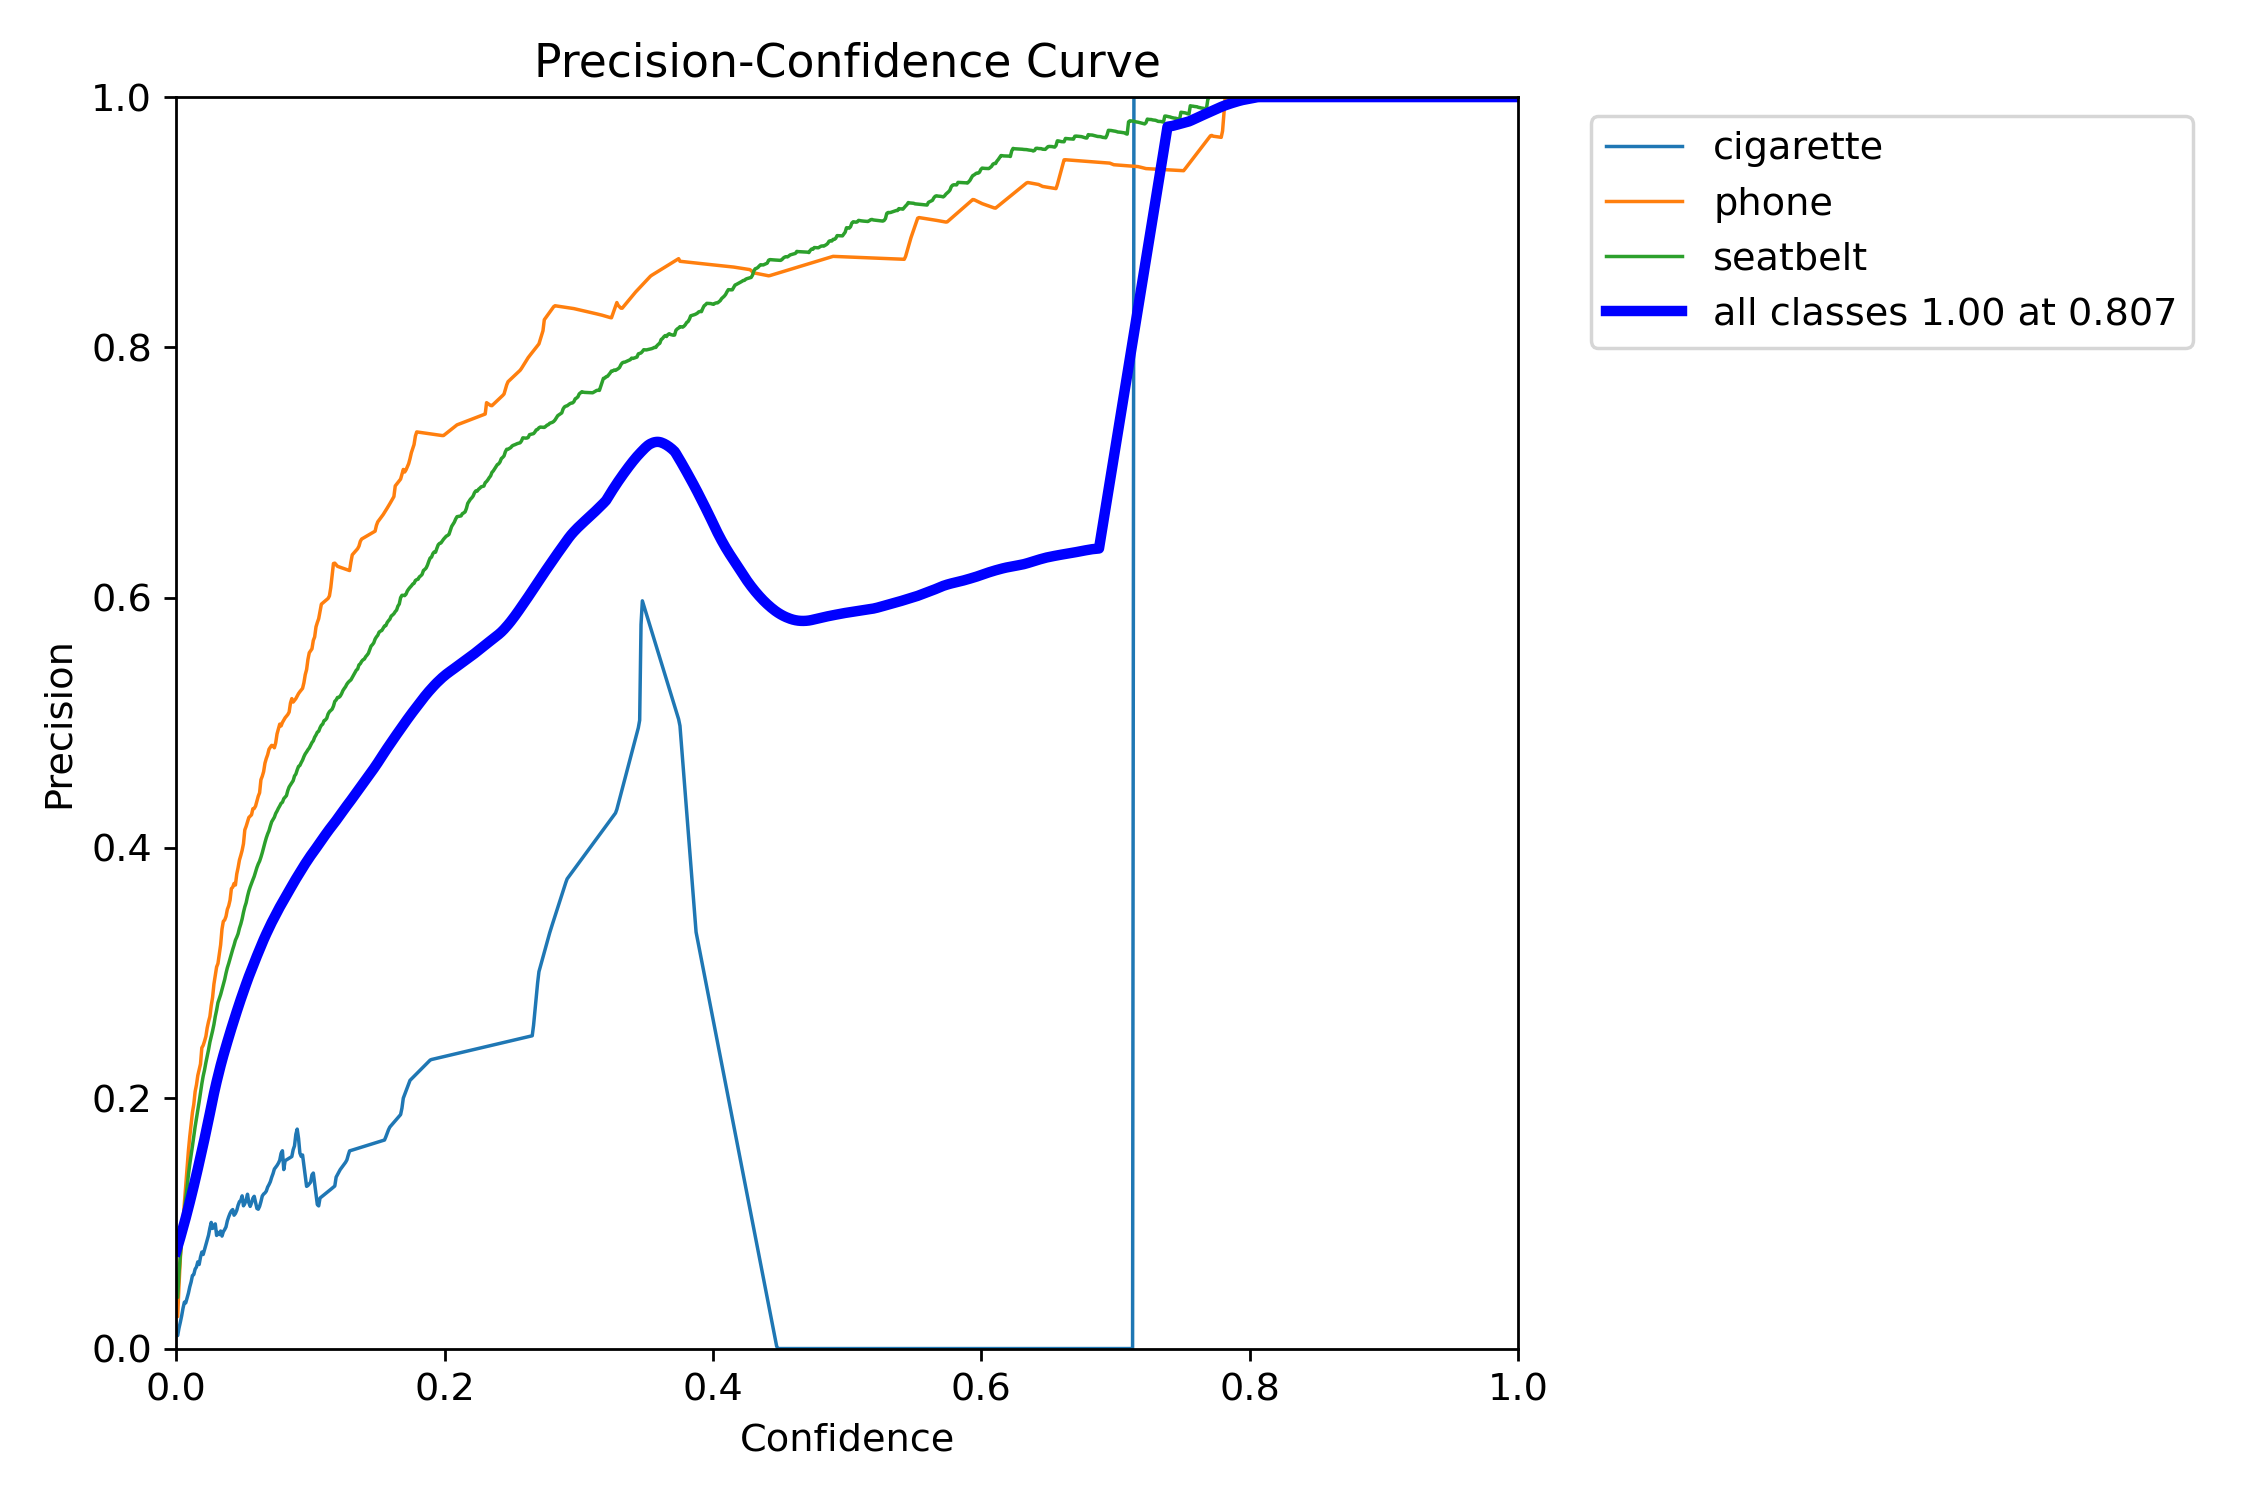 Precision-Confidence Curve
1.0
0.8
0.6
0.4
0.2
0.0
Precision
0.0 0.2 0.4 0.6 0.8 1.0
Confidence
cigarette
phone
seatbelt
all classes 1.00 at 0.807